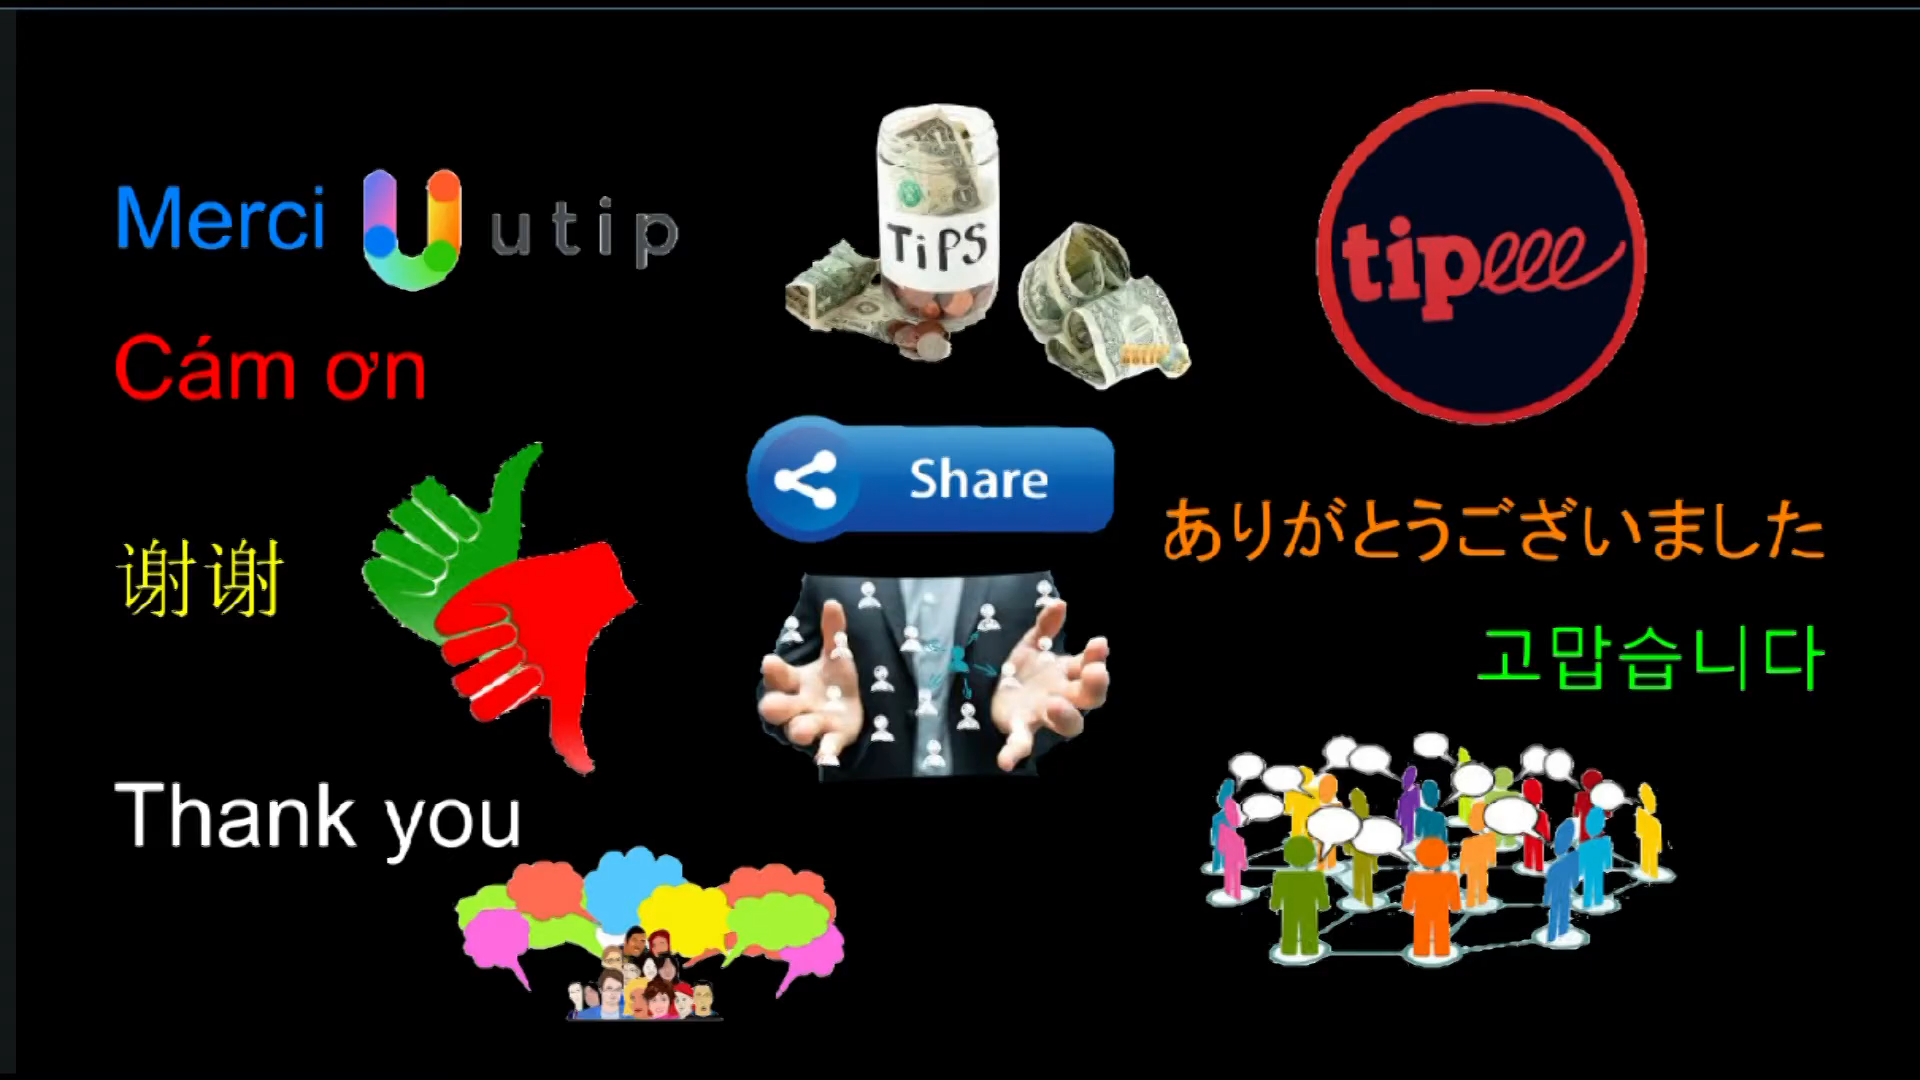 Merci
utip
TiPS
tipeee
Cám ơn
Share
谢谢
ありがとうございました
고맙습니다
Thank you